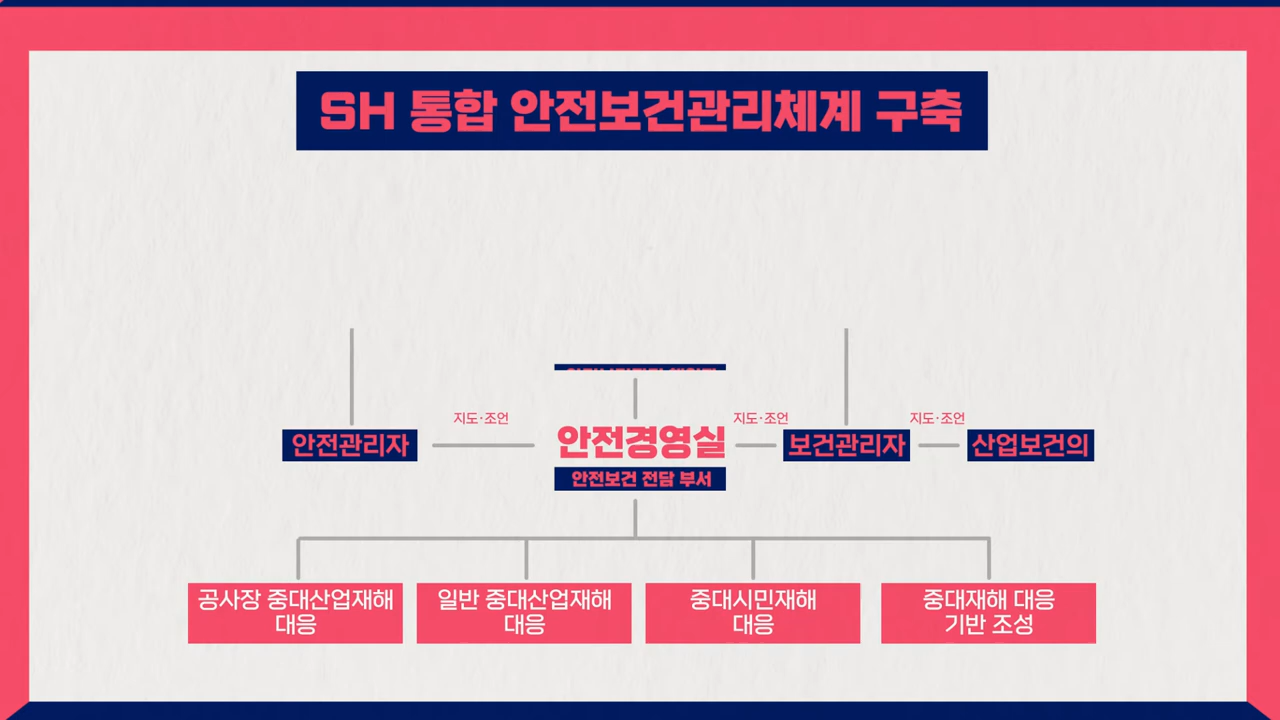 SH 통합 안전보건관리체계 구축
지도·조언
지도·조언
지도·조언
안전관리자
안전경영실
보건관리자
산업보건의
안전보건 전담 부서
공사장 중대산업재해
대응
일반 중대산업재해
대응
중대시민재해
대응
중대재해 대응
기반 조성